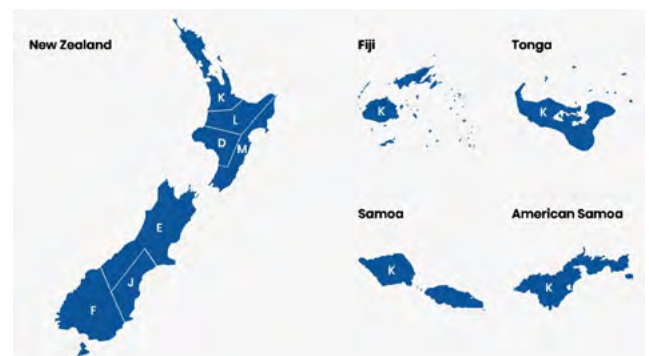 New Zealand
K
L
D
M
E
J
F
Fiji
K
Tonga
K
Samoa
K
American Samoa
K